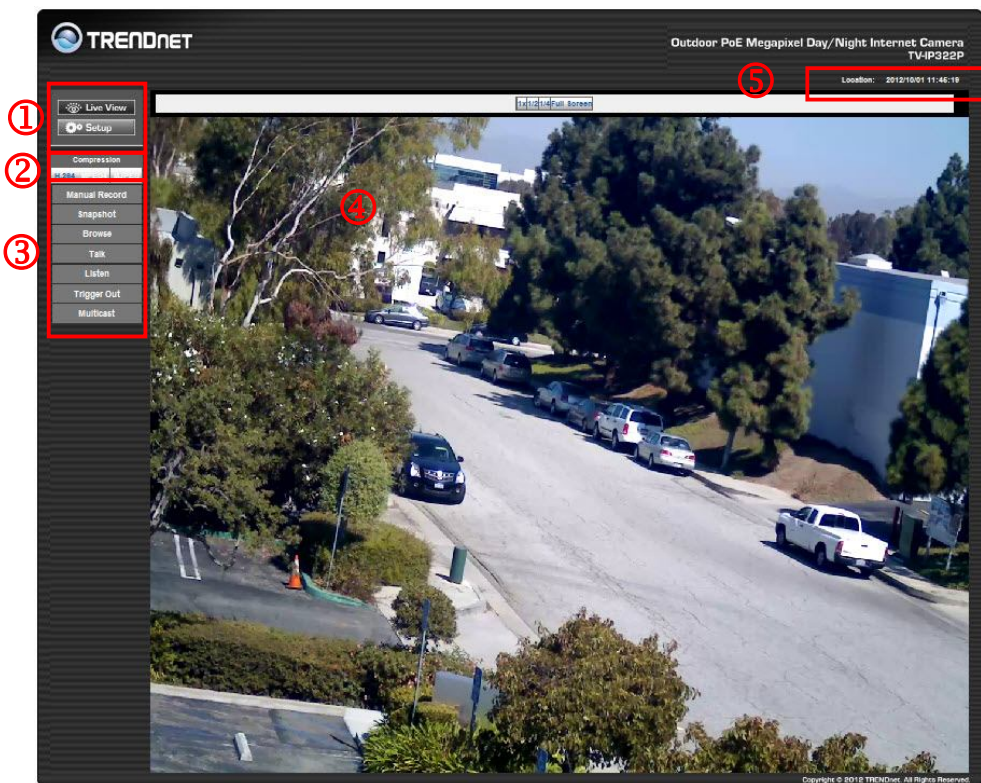 TRENDNET
Outdoor PoE Megapixel Day/Night Internet Camera
TV-IP322P
⑤
Location: 2012/10/01 11:46:19
①
Live View
Setup
1x 1/2 1/4 Full Screen
②
Compression
H.264
③
Manual Record
Snapshot
Browse
Talk
Listen
Trigger Out
Multicast
④
Copyright © 2012 TRENDnet. All Rights Reserved.